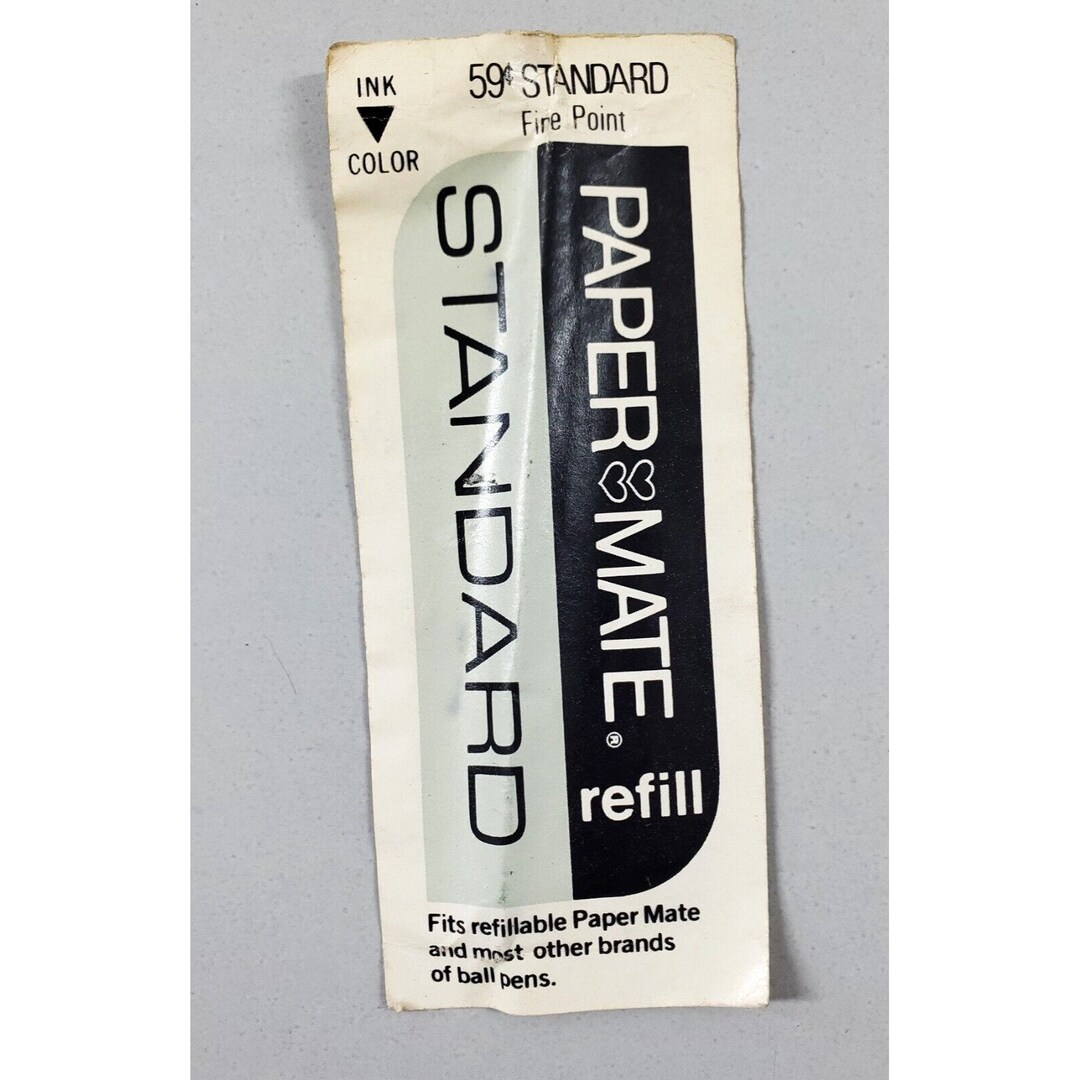 INK
COLOR
59¢ STANDARD
Fine Point
PAPER MATE®
refill
STANDARD
Fits refillable Paper Mate
and most other brands
of ball pens.